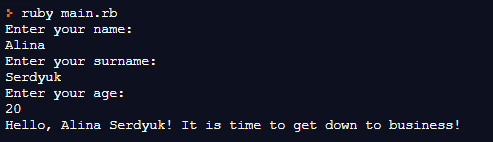 > ruby main.rb
Enter your name:
Alina
Enter your surname:
Serdyuk
Enter your age:
20
Hello, Alina Serdyuk! It is time to get down to business!